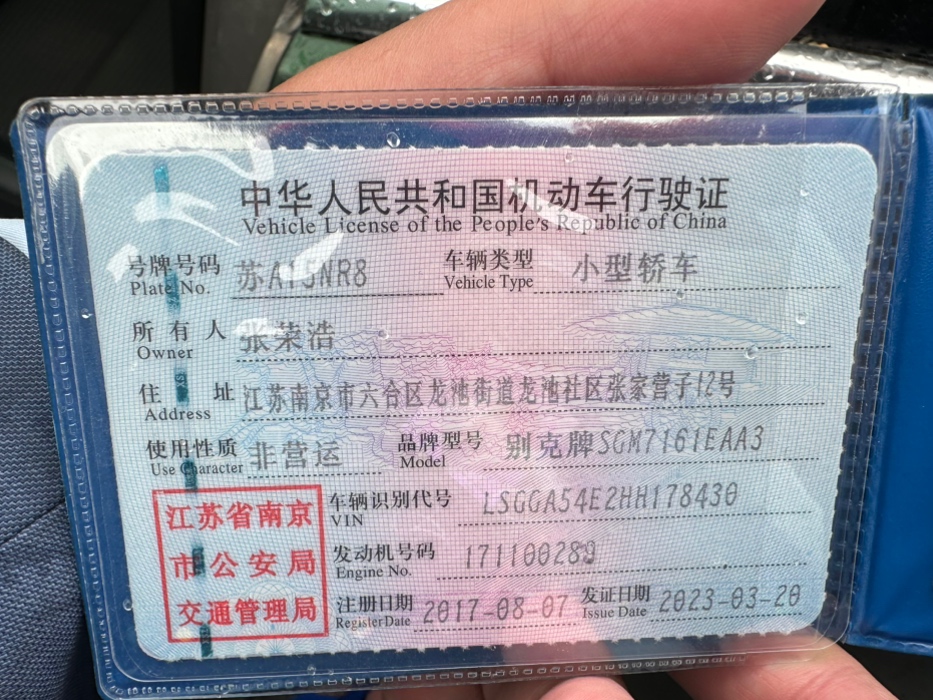 中华人民共和国机动车行驶证
Vehicle License of the People's Republic of China
号牌号码 苏A15NR8 车辆类型 小型轿车
Plate No. Vehicle Type
所有人 张荣浩
Owner
住址 江苏南京市六合区龙池街道龙池社区张家营子12号
Address
使用性质 非营运 品牌型号 别克牌SGM7161EAA3
Use Character Model
江苏省南京
市公安局
交通管理局
车辆识别代号 LSGGA54E2HH178430
VIN
发动机号码 171100289
Engine No.
注册日期 2017-08-07 发证日期 2023-03-20
Register Date Issue Date